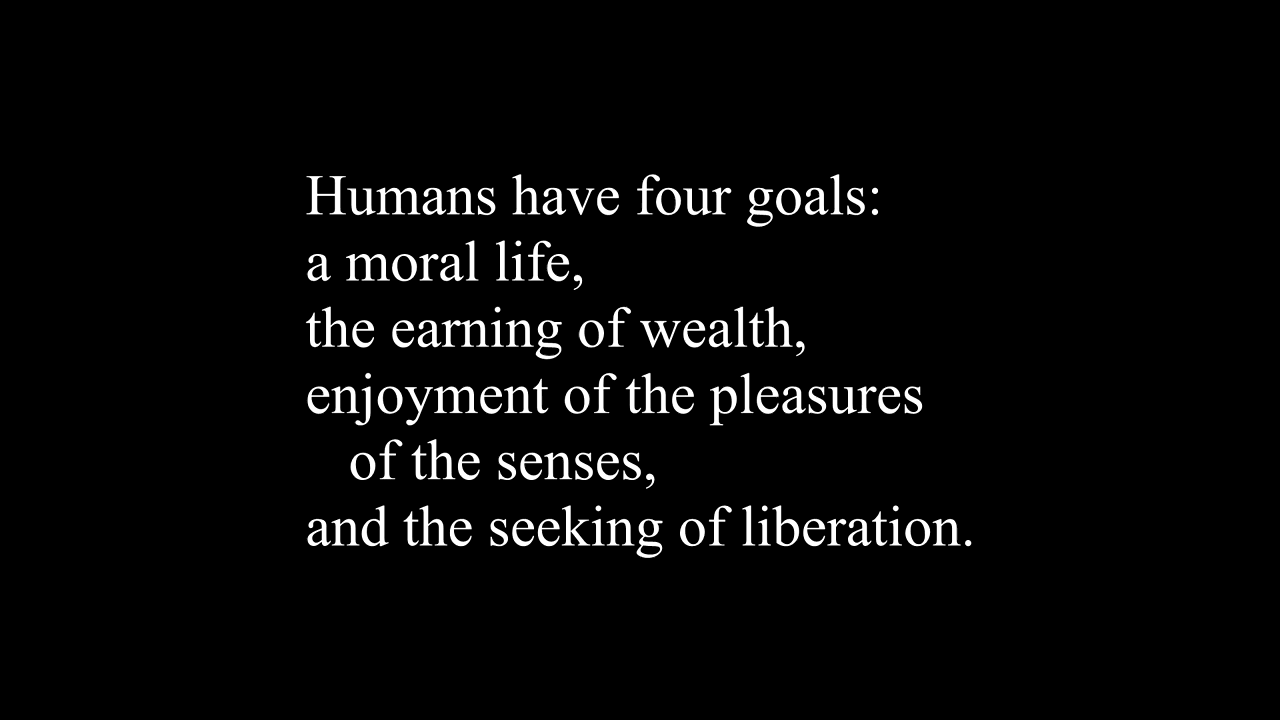 Humans have four goals:
a moral life,
the earning of wealth,
enjoyment of the pleasures
of the senses,
and the seeking of liberation.